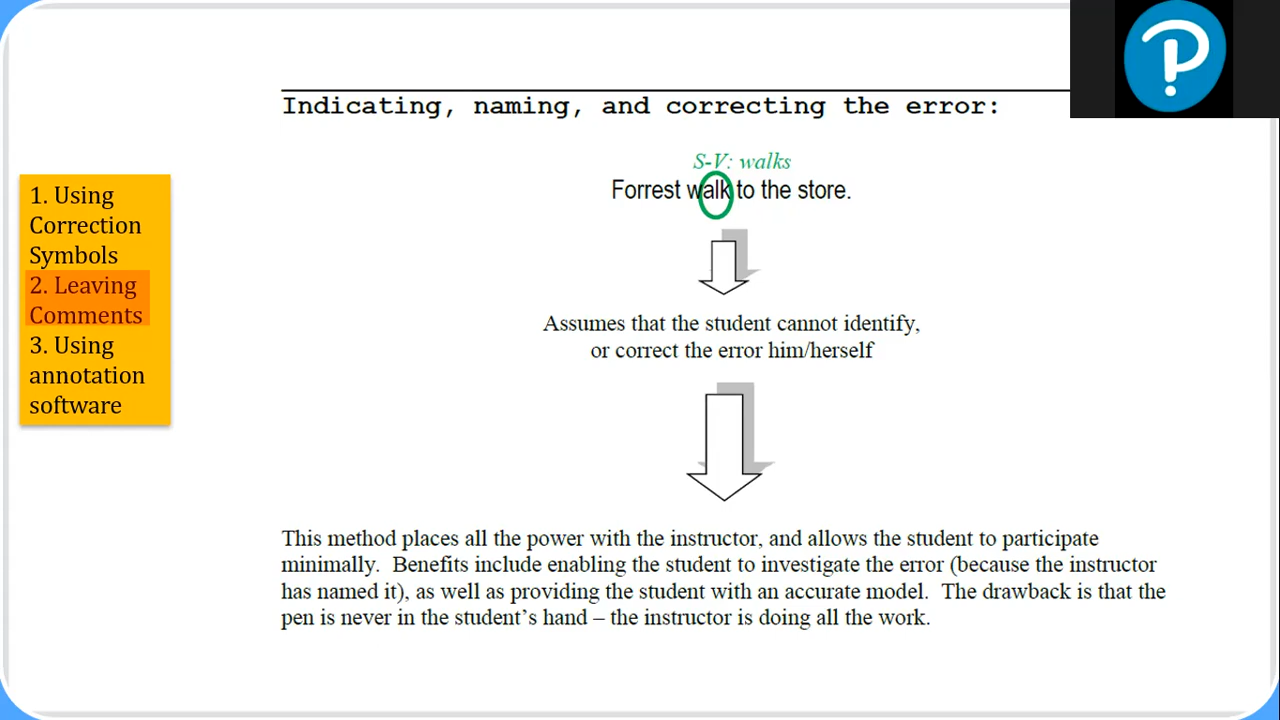 Indicating, naming, and correcting the error:
S-V: walks
Forrest walk to the store.
1. Using
Correction
Symbols
2. Leaving
Comments
3. Using
annotation
software
Assumes that the student cannot identify,
or correct the error him/herself
This method places all the power with the instructor, and allows the student to participate
minimally.  Benefits include enabling the student to investigate the error (because the instructor
has named it), as well as providing the student with an accurate model.  The drawback is that the
pen is never in the student’s hand – the instructor is doing all the work.